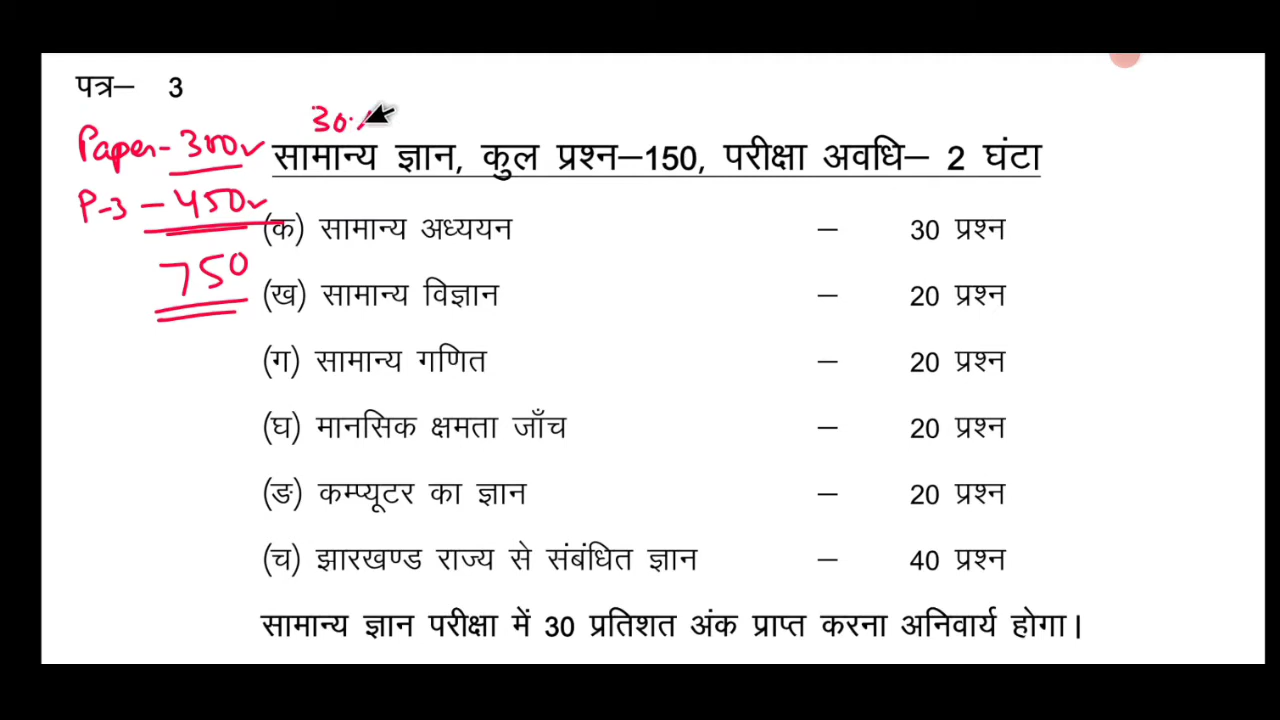 पत्र– 3
30.
Paper- 300
सामान्य ज्ञान, कुल प्रश्न–150, परीक्षा अवधि– 2 घंटा
P-3 – 450
(क) सामान्य अध्ययन – 30 प्रश्न
750
(ख) सामान्य विज्ञान – 20 प्रश्न
(ग) सामान्य गणित – 20 प्रश्न
(घ) मानसिक क्षमता जाँच – 20 प्रश्न
(ङ) कम्प्यूटर का ज्ञान – 20 प्रश्न
(च) झारखण्ड राज्य से संबंधित ज्ञान – 40 प्रश्न
सामान्य ज्ञान परीक्षा में 30 प्रतिशत अंक प्राप्त करना अनिवार्य होगा।